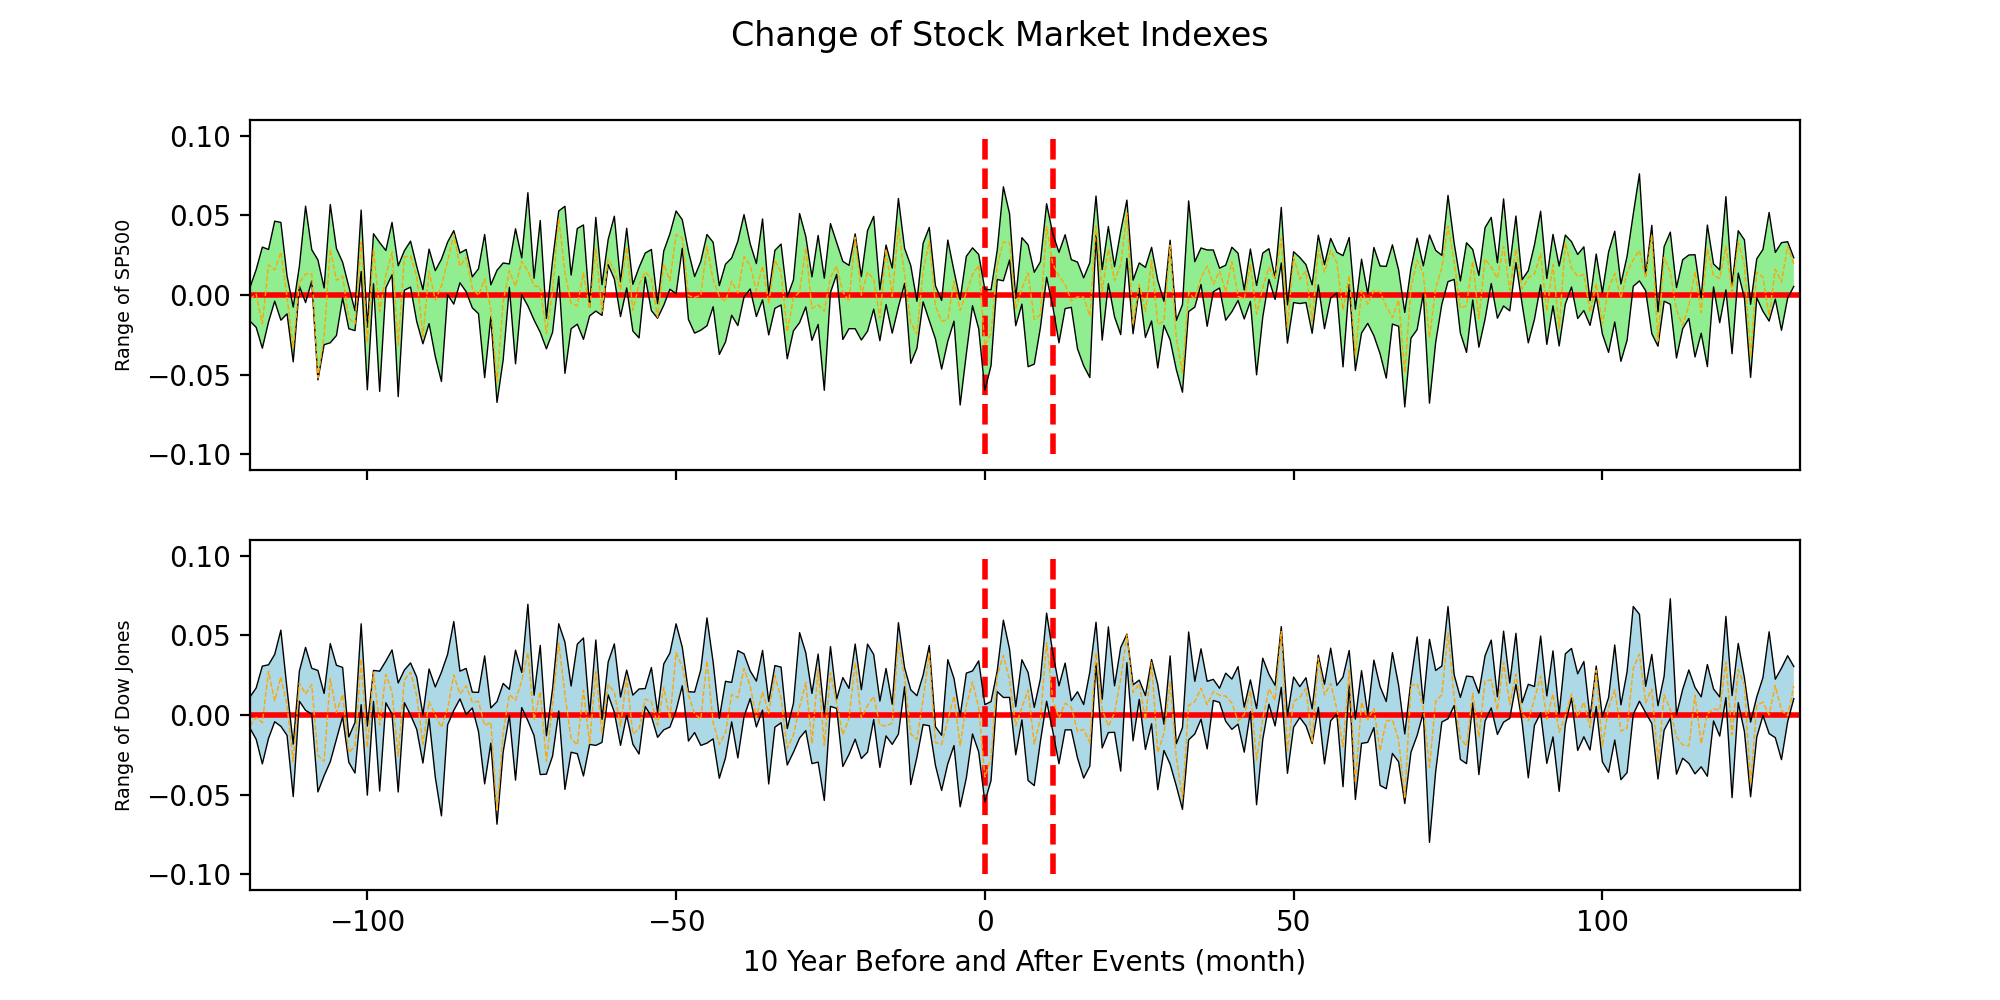 Change of Stock Market Indexes
0.10
0.05
0.00
−0.05
−0.10
Range of SP500
0.10
0.05
0.00
−0.05
−0.10
Range of Dow Jones
−100 −50 0 50 100
10 Year Before and After Events (month)